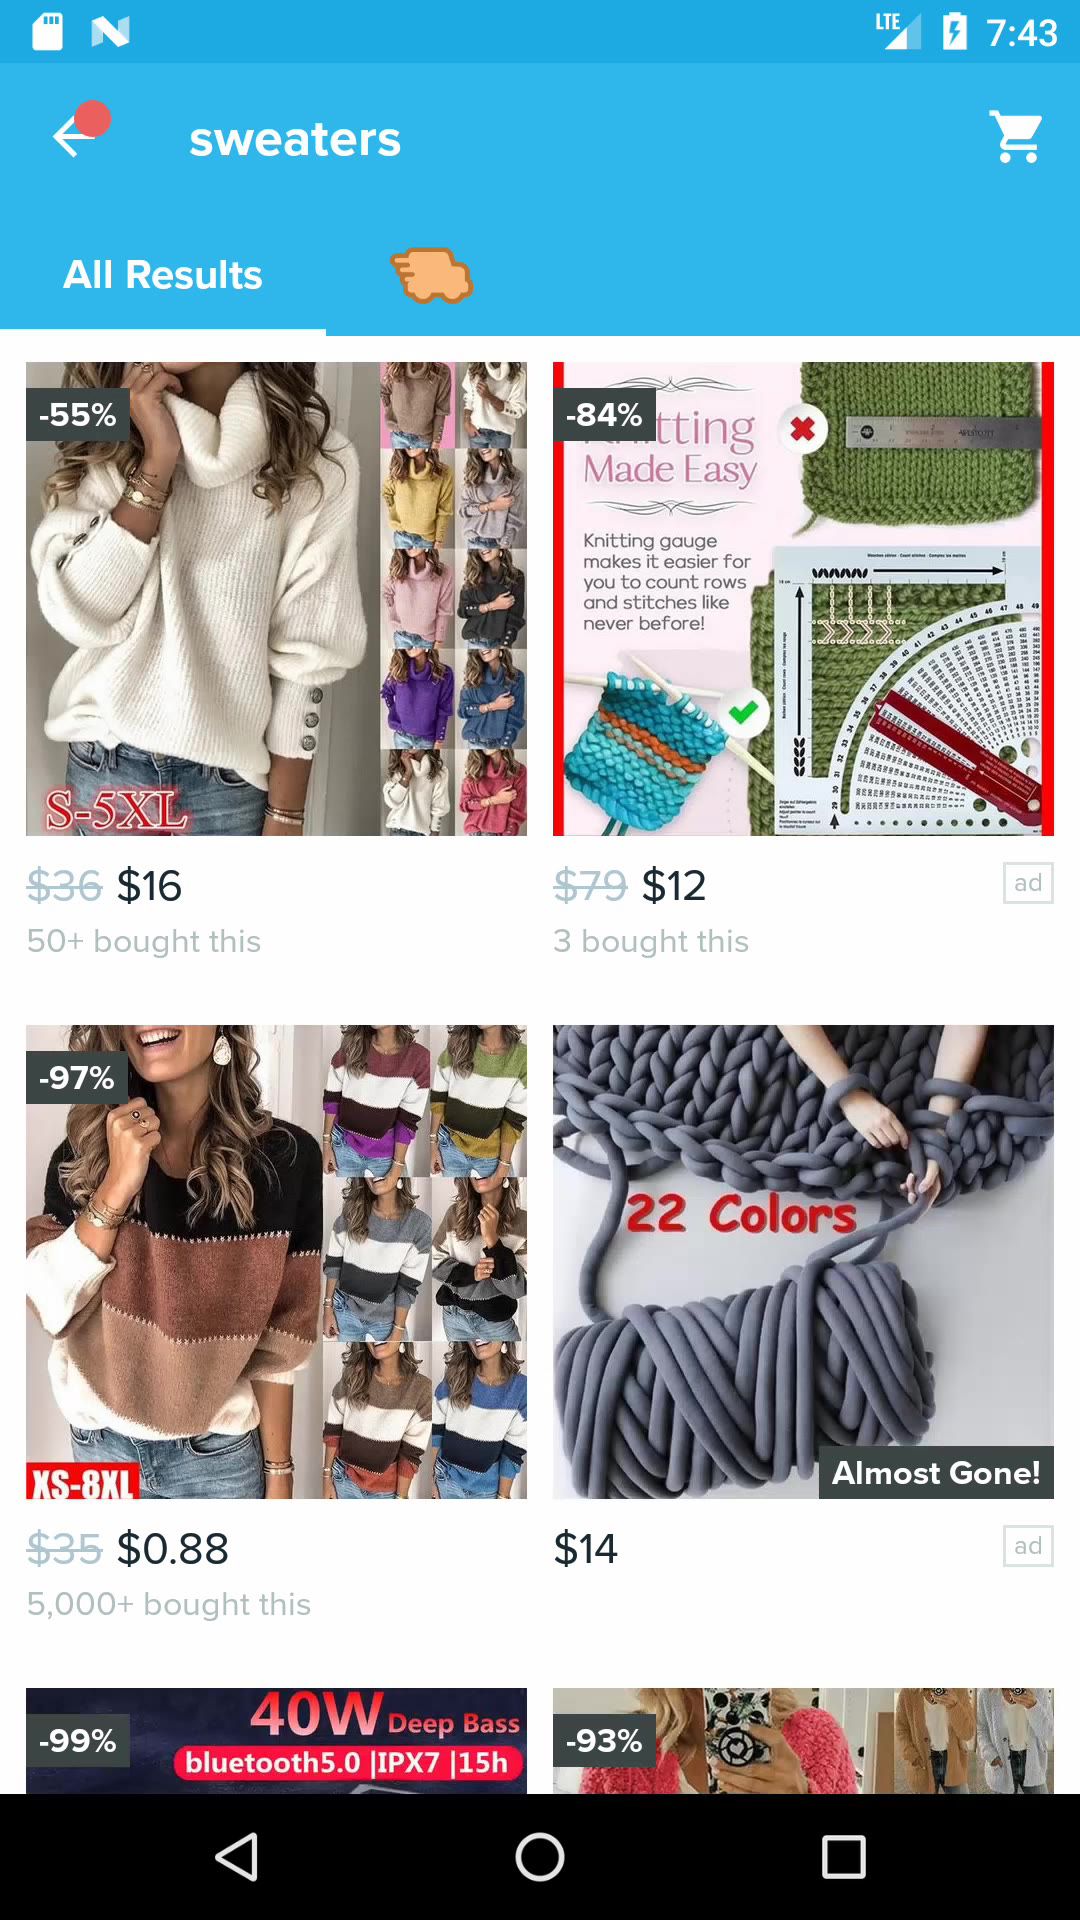 LTE 7:43
sweaters
All Results
-55%
S-5XL
$36 $16
50+ bought this
-84%
Knitting
Made Easy
Knitting gauge
makes it easier for
you to count rows
and stitches like
never before!
$79 $12
ad
3 bought this
-97%
XS-8XL
$35 $0.88
5,000+ bought this
22 Colors
Almost Gone!
$14
ad
-99%
40W Deep Bass
bluetooth5.0 |IPX7 |15h
-93%